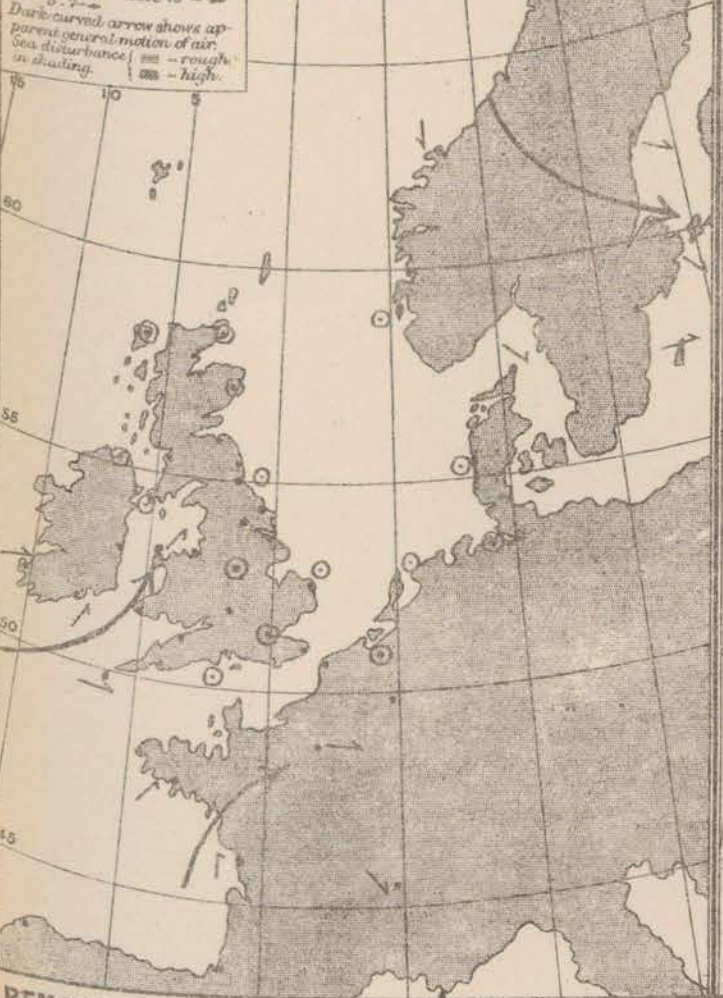 Dark curved arrow shows ap-
parent general motion of air.
Sea disturbance { – rough
in shading. – high.
15 10 5
60
55
50
45